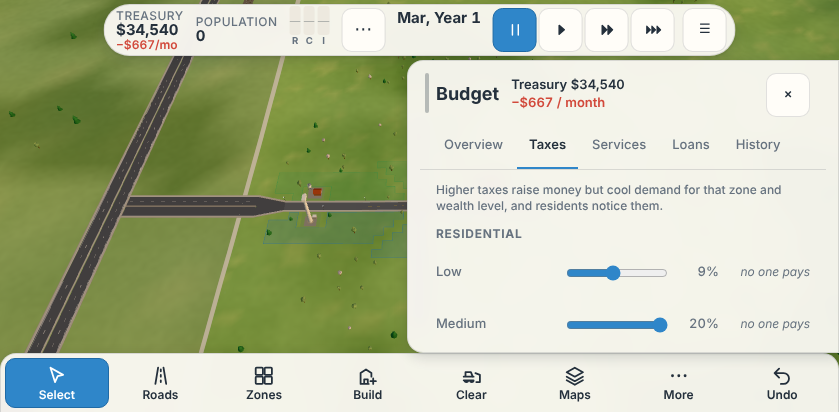 TREASURY
$34,540
−$667/mo
POPULATION
0
R C I
Mar, Year 1
Budget
Treasury $34,540
−$667 / month
Overview Taxes Services Loans History
Higher taxes raise money but cool demand for that zone and
wealth level, and residents notice them.
RESIDENTIAL
Low 9% no one pays
Medium 20% no one pays
Select Roads Zones Build Clear Maps More Undo